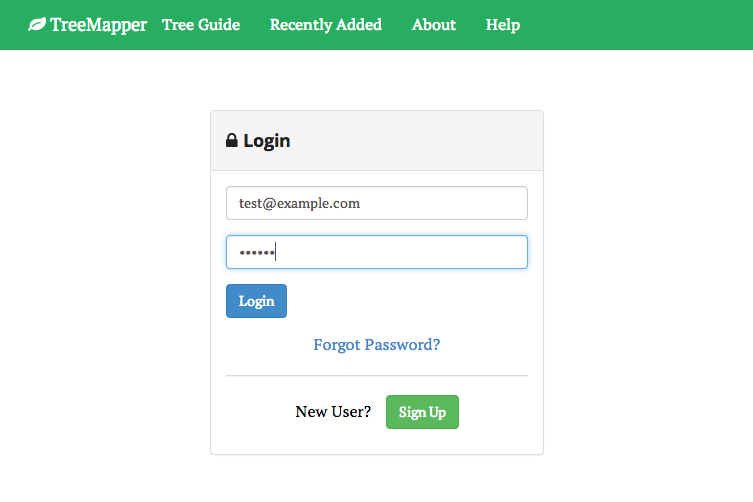 TreeMapper Tree Guide Recently Added About Help
Login
test@example.com
••••••
Login
Forgot Password?
New User? Sign Up